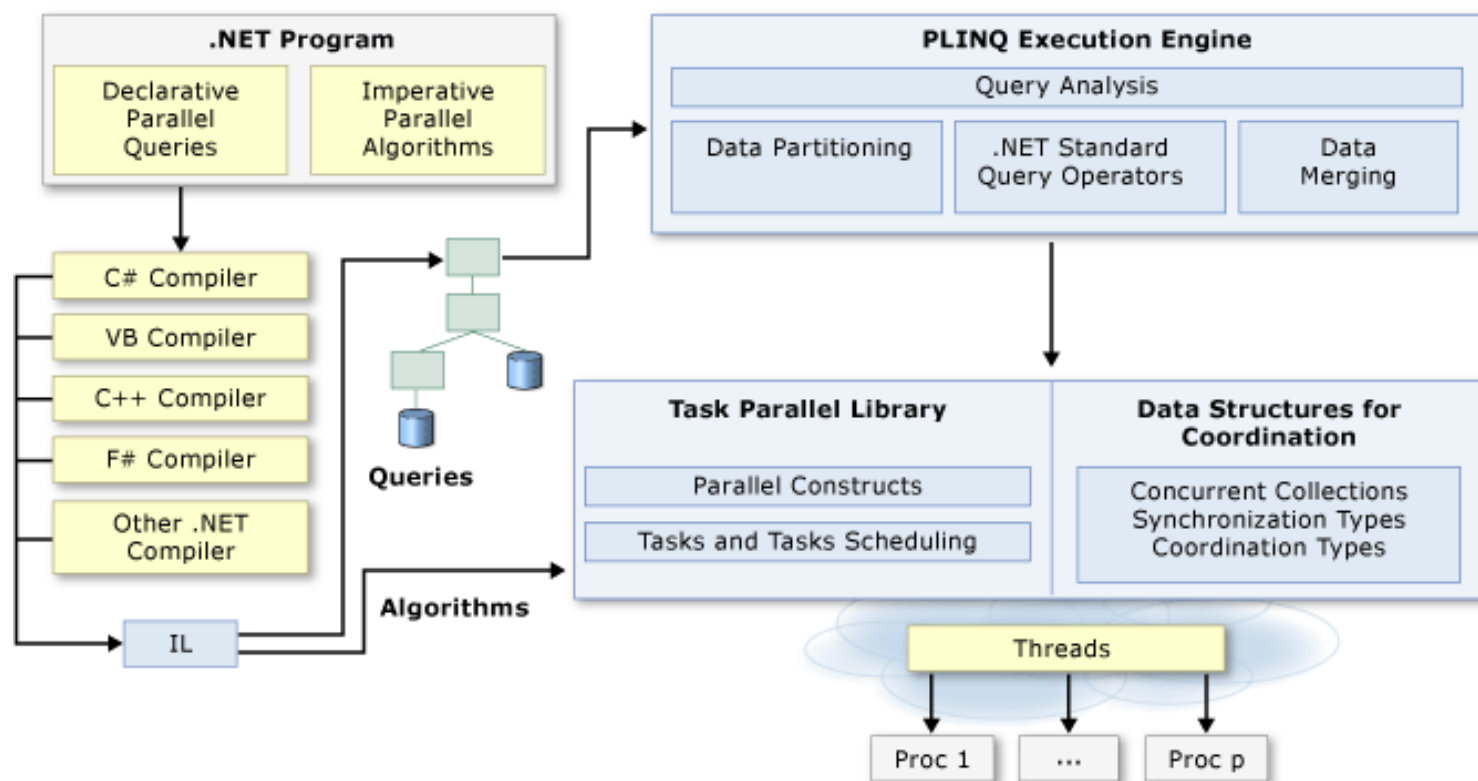 .NET Program
Declarative
Parallel
Queries
Imperative
Parallel
Algorithms
C# Compiler
VB Compiler
C++ Compiler
F# Compiler
Other .NET
Compiler
IL
Queries
Algorithms
PLINQ Execution Engine
Query Analysis
Data Partitioning
.NET Standard
Query Operators
Data
Merging
Task Parallel Library
Parallel Constructs
Tasks and Tasks Scheduling
Data Structures for
Coordination
Concurrent Collections
Synchronization Types
Coordination Types
Threads
Proc 1
...
Proc p